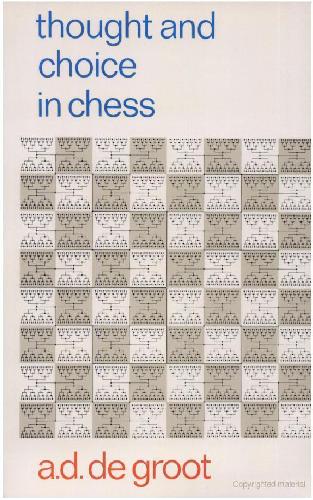 thought and
choice
in chess
a.d. de groot
Copyrighted material